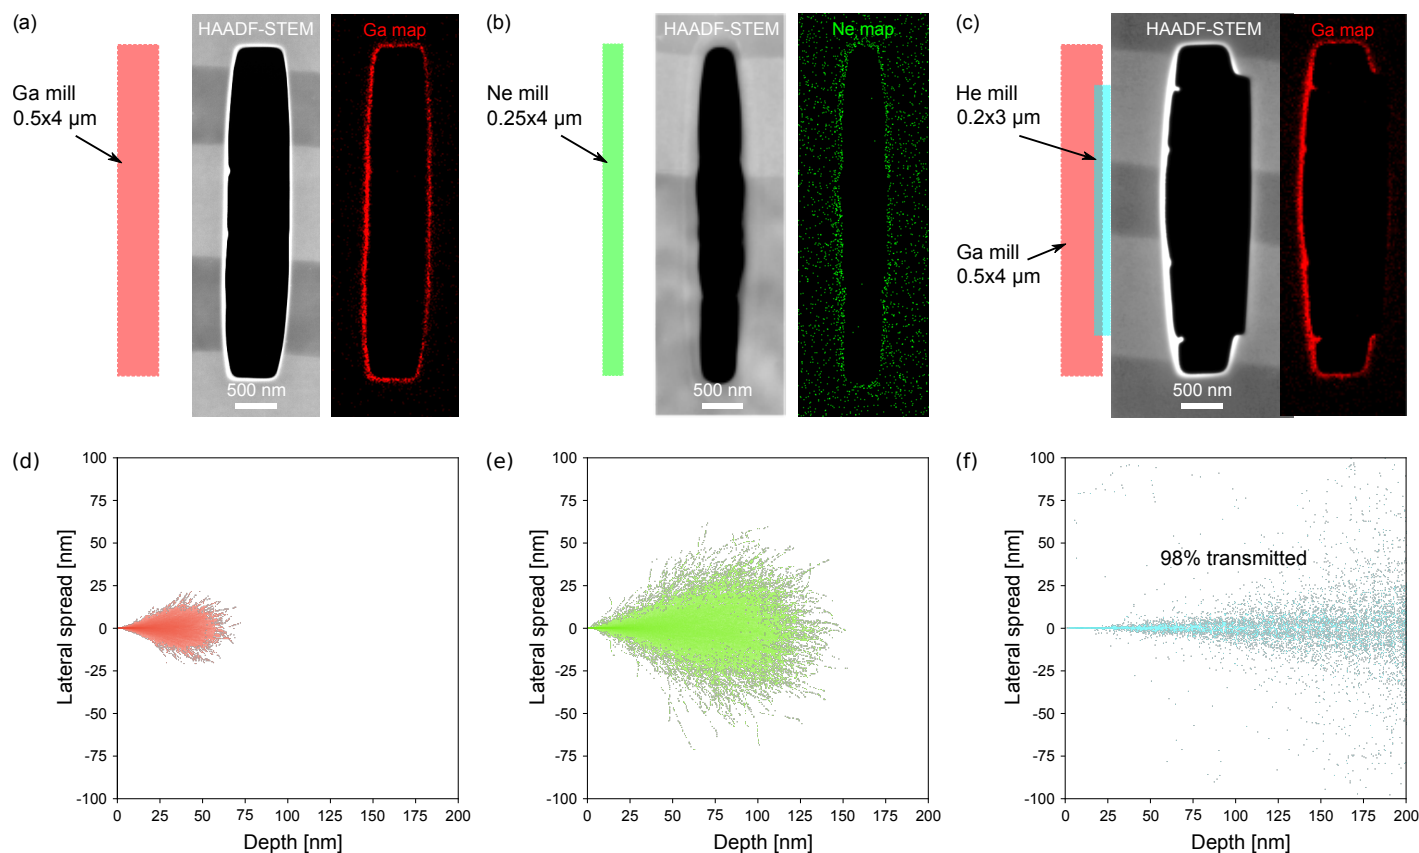 (a)
HAADF-STEM
Ga map
Ga mill
0.5x4 µm
500 nm
(b)
HAADF-STEM
Ne map
Ne mill
0.25x4 µm
500 nm
(c)
HAADF-STEM
Ga map
He mill
0.2x3 µm
Ga mill
0.5x4 µm
500 nm
(d)
100
75
50
25
0
-25
-50
-75
-100
Lateral spread [nm]
0 25 50 75 100 125 150 175 200
Depth [nm]
(e)
100
75
50
25
0
-25
-50
-75
-100
Lateral spread [nm]
0 25 50 75 100 125 150 175 200
Depth [nm]
(f)
100
75
50
25
0
-25
-50
-75
-100
Lateral spread [nm]
98% transmitted
0 25 50 75 100 125 150 175 200
Depth [nm]